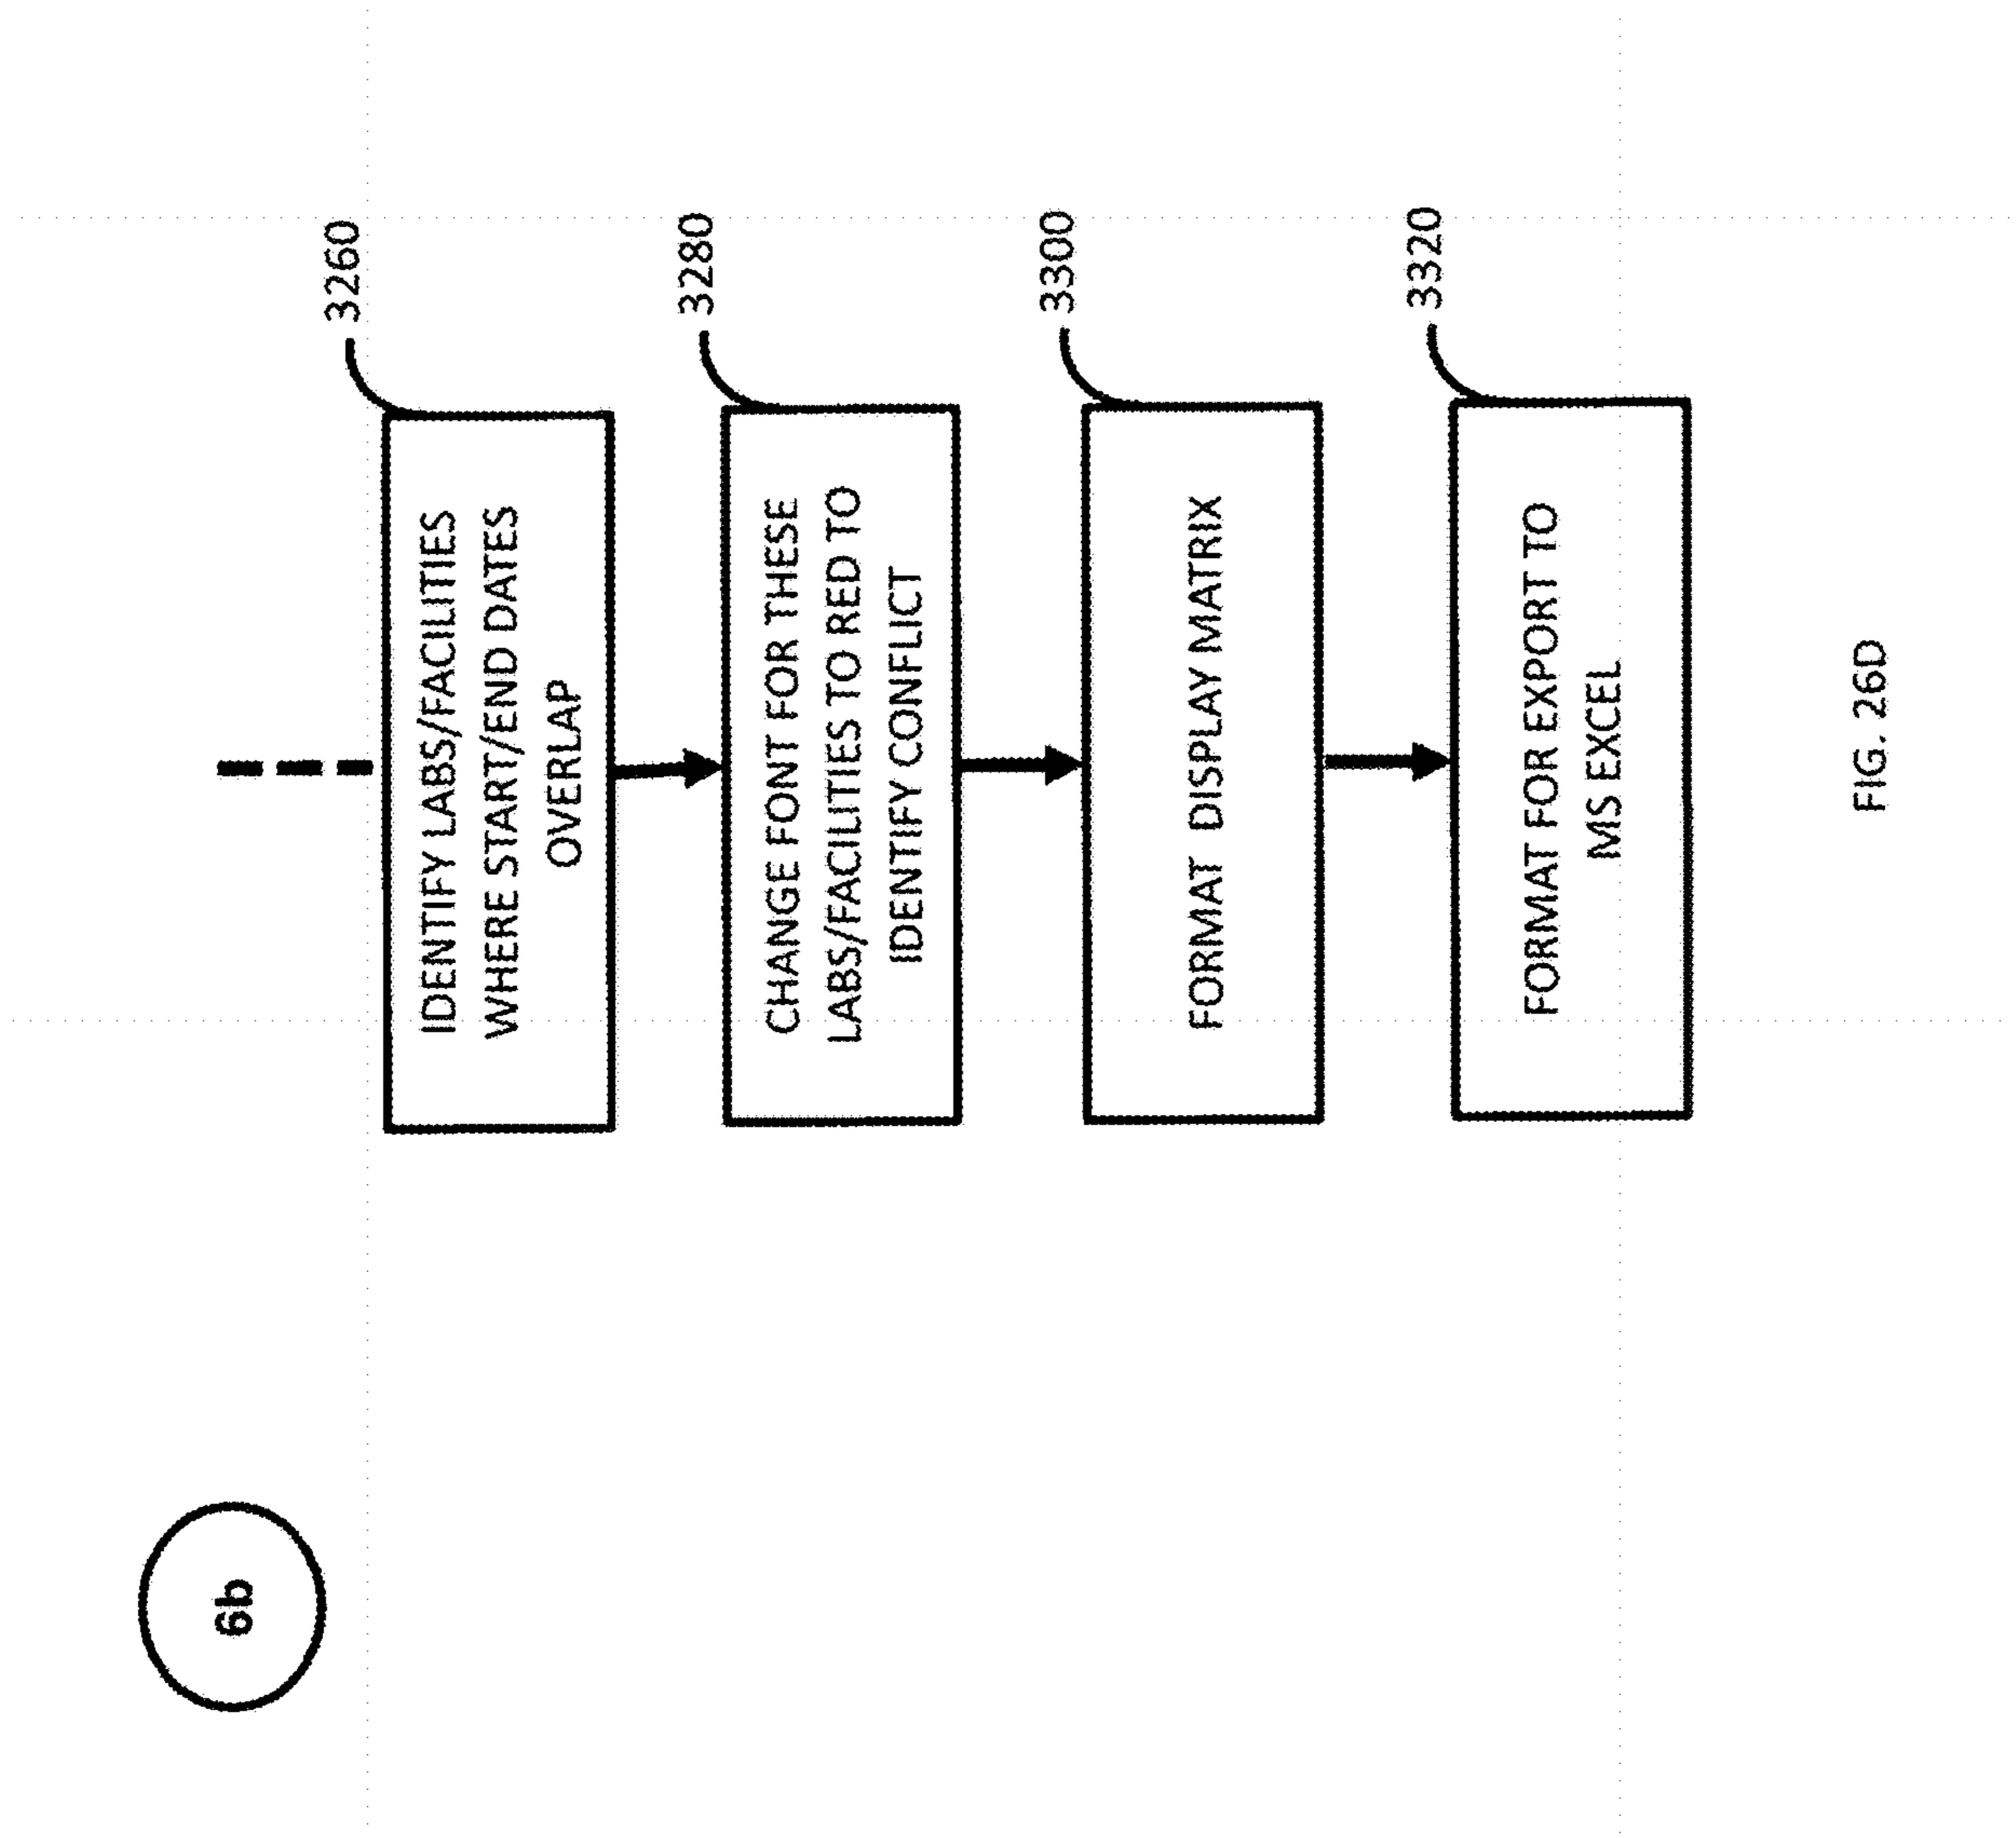 6b
IDENTIFY LABS/FACILITIES
WHERE START/END DATES
OVERLAP
3260
CHANGE FONT FOR THESE
LABS/FACILITIES TO RED TO
IDENTIFY CONFLICT
3280
FORMAT DISPLAY MATRIX
3300
FORMAT FOR EXPORT TO
MS EXCEL
3320
FIG. 26D